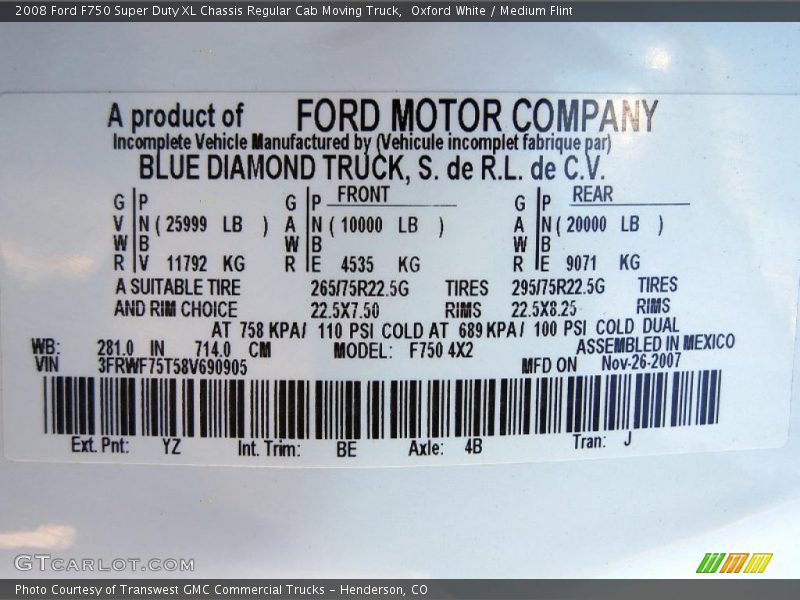 2008 Ford F750 Super Duty XL Chassis Regular Cab Moving Truck, Oxford White / Medium Flint
A product of FORD MOTOR COMPANY
Incomplete Vehicle Manufactured by (Vehicule incomplet fabrique par)
BLUE DIAMOND TRUCK, S. de R.L. de C.V.
G P G P FRONT G P REAR
V N ( 25999 LB ) A N ( 10000 LB ) A N ( 20000 LB )
W B W B W B
R V 11792 KG R E 4535 KG R E 9071 KG
A SUITABLE TIRE 265/75R22.5G TIRES 295/75R22.5G TIRES
AND RIM CHOICE 22.5X7.50 RIMS 22.5X8.25 RIMS
AT 758 KPA/ 110 PSI COLD AT 689 KPA/ 100 PSI COLD DUAL
WB: 281.0 IN 714.0 CM MODEL: F750 4X2 ASSEMBLED IN MEXICO
VIN 3FRWF75T58V690905 MFD ON Nov-26-2007
Ext. Pnt: YZ Int. Trim: BE Axle: 4B Tran: J
GTCARLOT.COM
Photo Courtesy of Transwest GMC Commercial Trucks - Henderson, CO